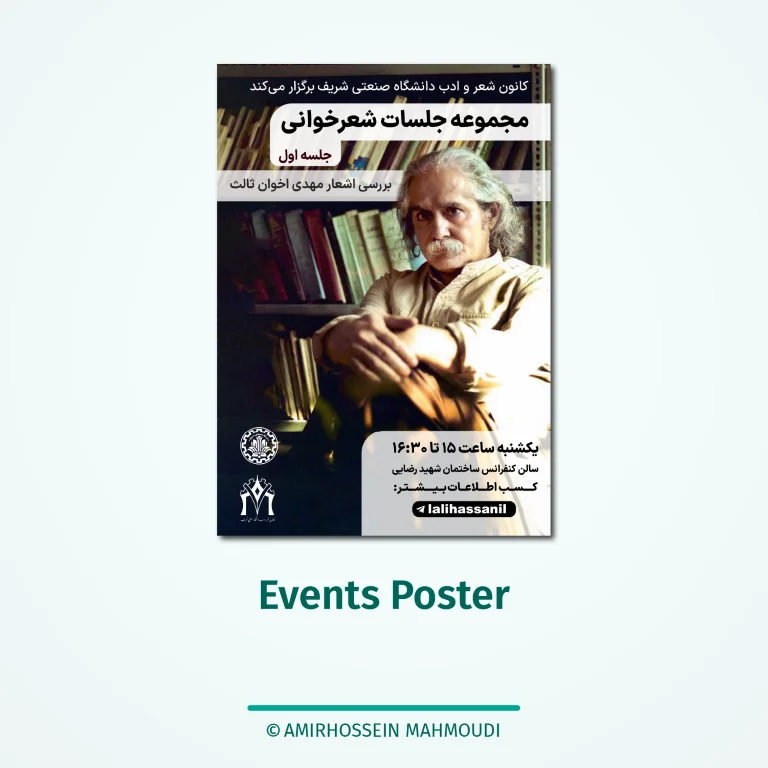 کانون شعر و ادب دانشگاه صنعتی شریف برگزار می‌کند
مجموعه جلسات شعرخوانی
جلسه اول
بررسی اشعار مهدی اخوان ثالث
یکشنبه ساعت ۱۵ تا ۱۶:۳۰
سالن کنفرانس ساختمان شهید رضایی
کسب اطلاعات بیشتر:
lalihassanil
Events Poster
© AMIRHOSSEIN MAHMOUDI